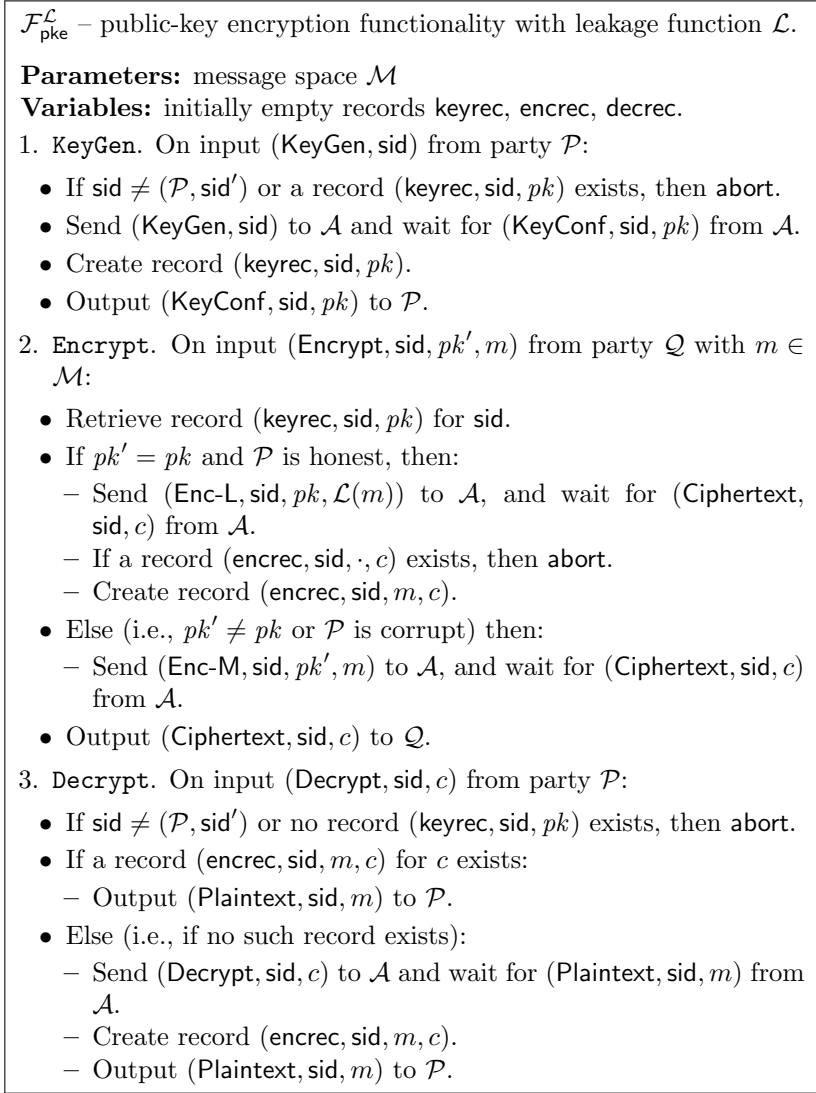 𝓕^𝓛_pke – public-key encryption functionality with leakage function 𝓛.
Parameters: message space 𝓜
Variables: initially empty records keyrec, encrec, decrec.
1. KeyGen. On input (KeyGen, sid) from party 𝓟:
• If sid ≠ (𝓟, sid′) or a record (keyrec, sid, pk) exists, then abort.
• Send (KeyGen, sid) to 𝓐 and wait for (KeyConf, sid, pk) from 𝓐.
• Create record (keyrec, sid, pk).
• Output (KeyConf, sid, pk) to 𝓟.
2. Encrypt. On input (Encrypt, sid, pk′, m) from party 𝓠 with m ∈
𝓜:
• Retrieve record (keyrec, sid, pk) for sid.
• If pk′ = pk and 𝓟 is honest, then:
– Send (Enc-L, sid, pk, 𝓛(m)) to 𝓐, and wait for (Ciphertext,
sid, c) from 𝓐.
– If a record (encrec, sid, ·, c) exists, then abort.
– Create record (encrec, sid, m, c).
• Else (i.e., pk′ ≠ pk or 𝓟 is corrupt) then:
– Send (Enc-M, sid, pk′, m) to 𝓐, and wait for (Ciphertext, sid, c)
from 𝓐.
• Output (Ciphertext, sid, c) to 𝓠.
3. Decrypt. On input (Decrypt, sid, c) from party 𝓟:
• If sid ≠ (𝓟, sid′) or no record (keyrec, sid, pk) exists, then abort.
• If a record (encrec, sid, m, c) for c exists:
– Output (Plaintext, sid, m) to 𝓟.
• Else (i.e., if no such record exists):
– Send (Decrypt, sid, c) to 𝓐 and wait for (Plaintext, sid, m) from
𝓐.
– Create record (encrec, sid, m, c).
– Output (Plaintext, sid, m) to 𝓟.